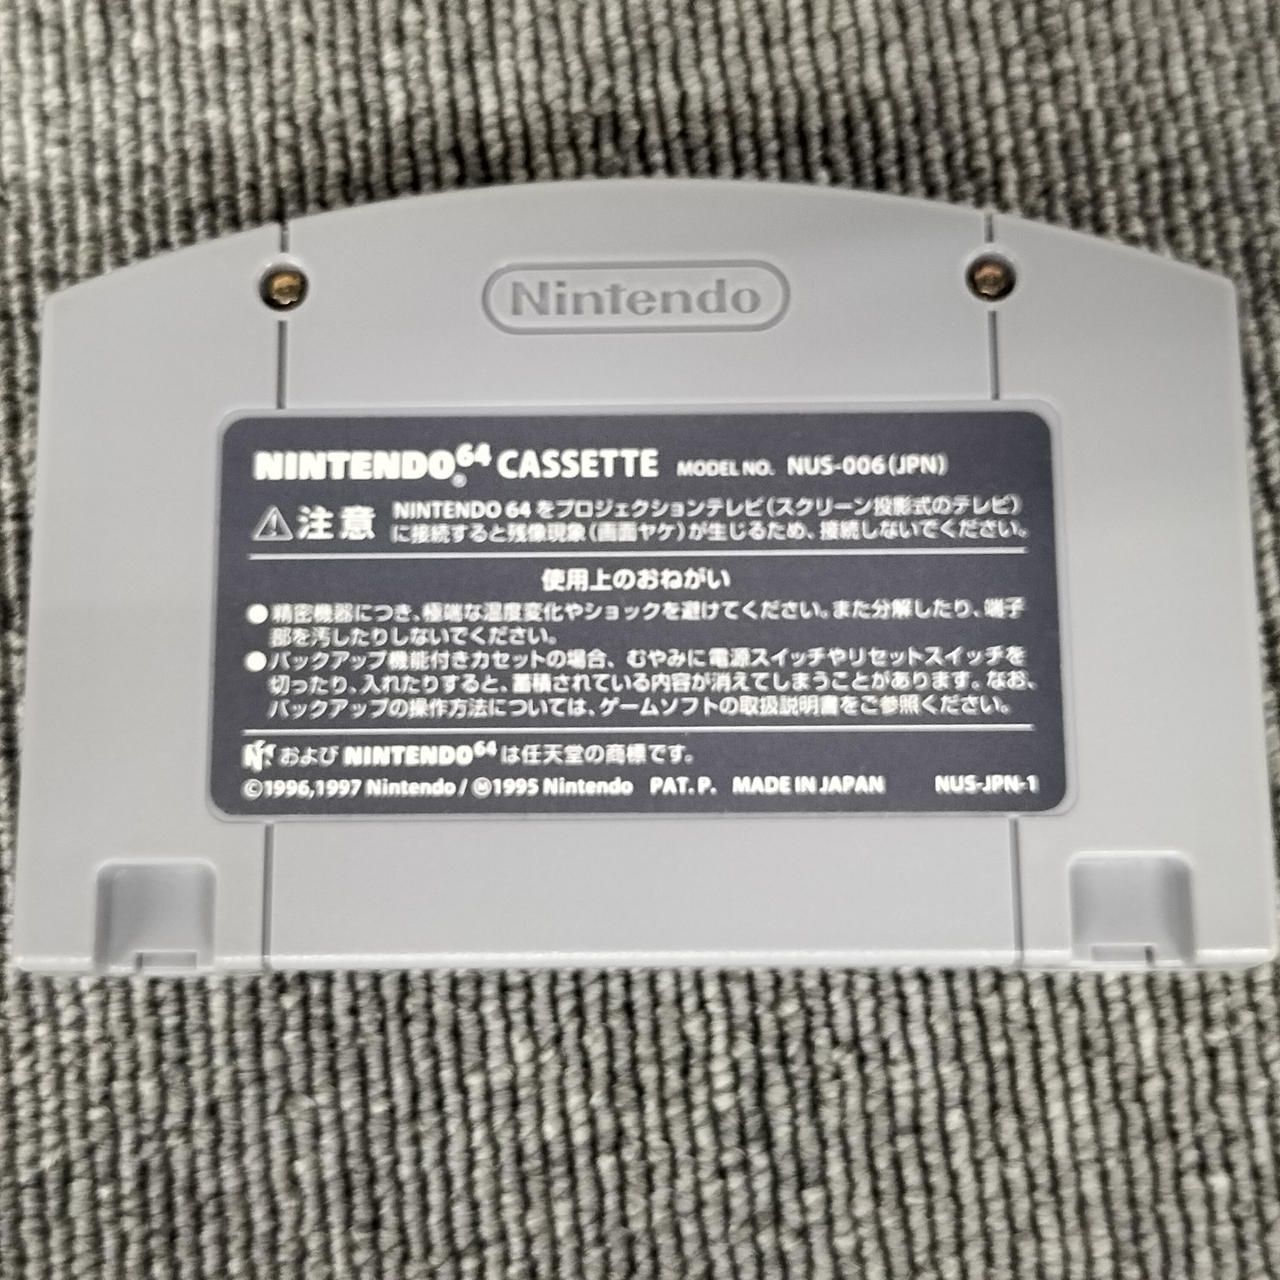 Nintendo
NINTENDO64® CASSETTE MODEL NO. NUS-006(JPN)
⚠注意 NINTENDO 64をプロジェクションテレビ(スクリーン投影式のテレビ)
に接続すると残像現象(画面ヤケ)が生じるため、接続しないでください。
使用上のおねがい
●精密機器につき、極端な温度変化やショックを避けてください。また分解したり、端子
部を汚したりしないでください。
●バックアップ機能付きカセットの場合、むやみに電源スイッチやリセットスイッチを
切ったり、入れたりすると、蓄積されている内容が消えてしまうことがあります。なお、
バックアップの操作方法については、ゲームソフトの取扱説明書をご参照ください。
および NINTENDO64は任天堂の商標です。
©1996,1997 Nintendo/Ⓜ1995 Nintendo PAT. P. MADE IN JAPAN NUS-JPN-1